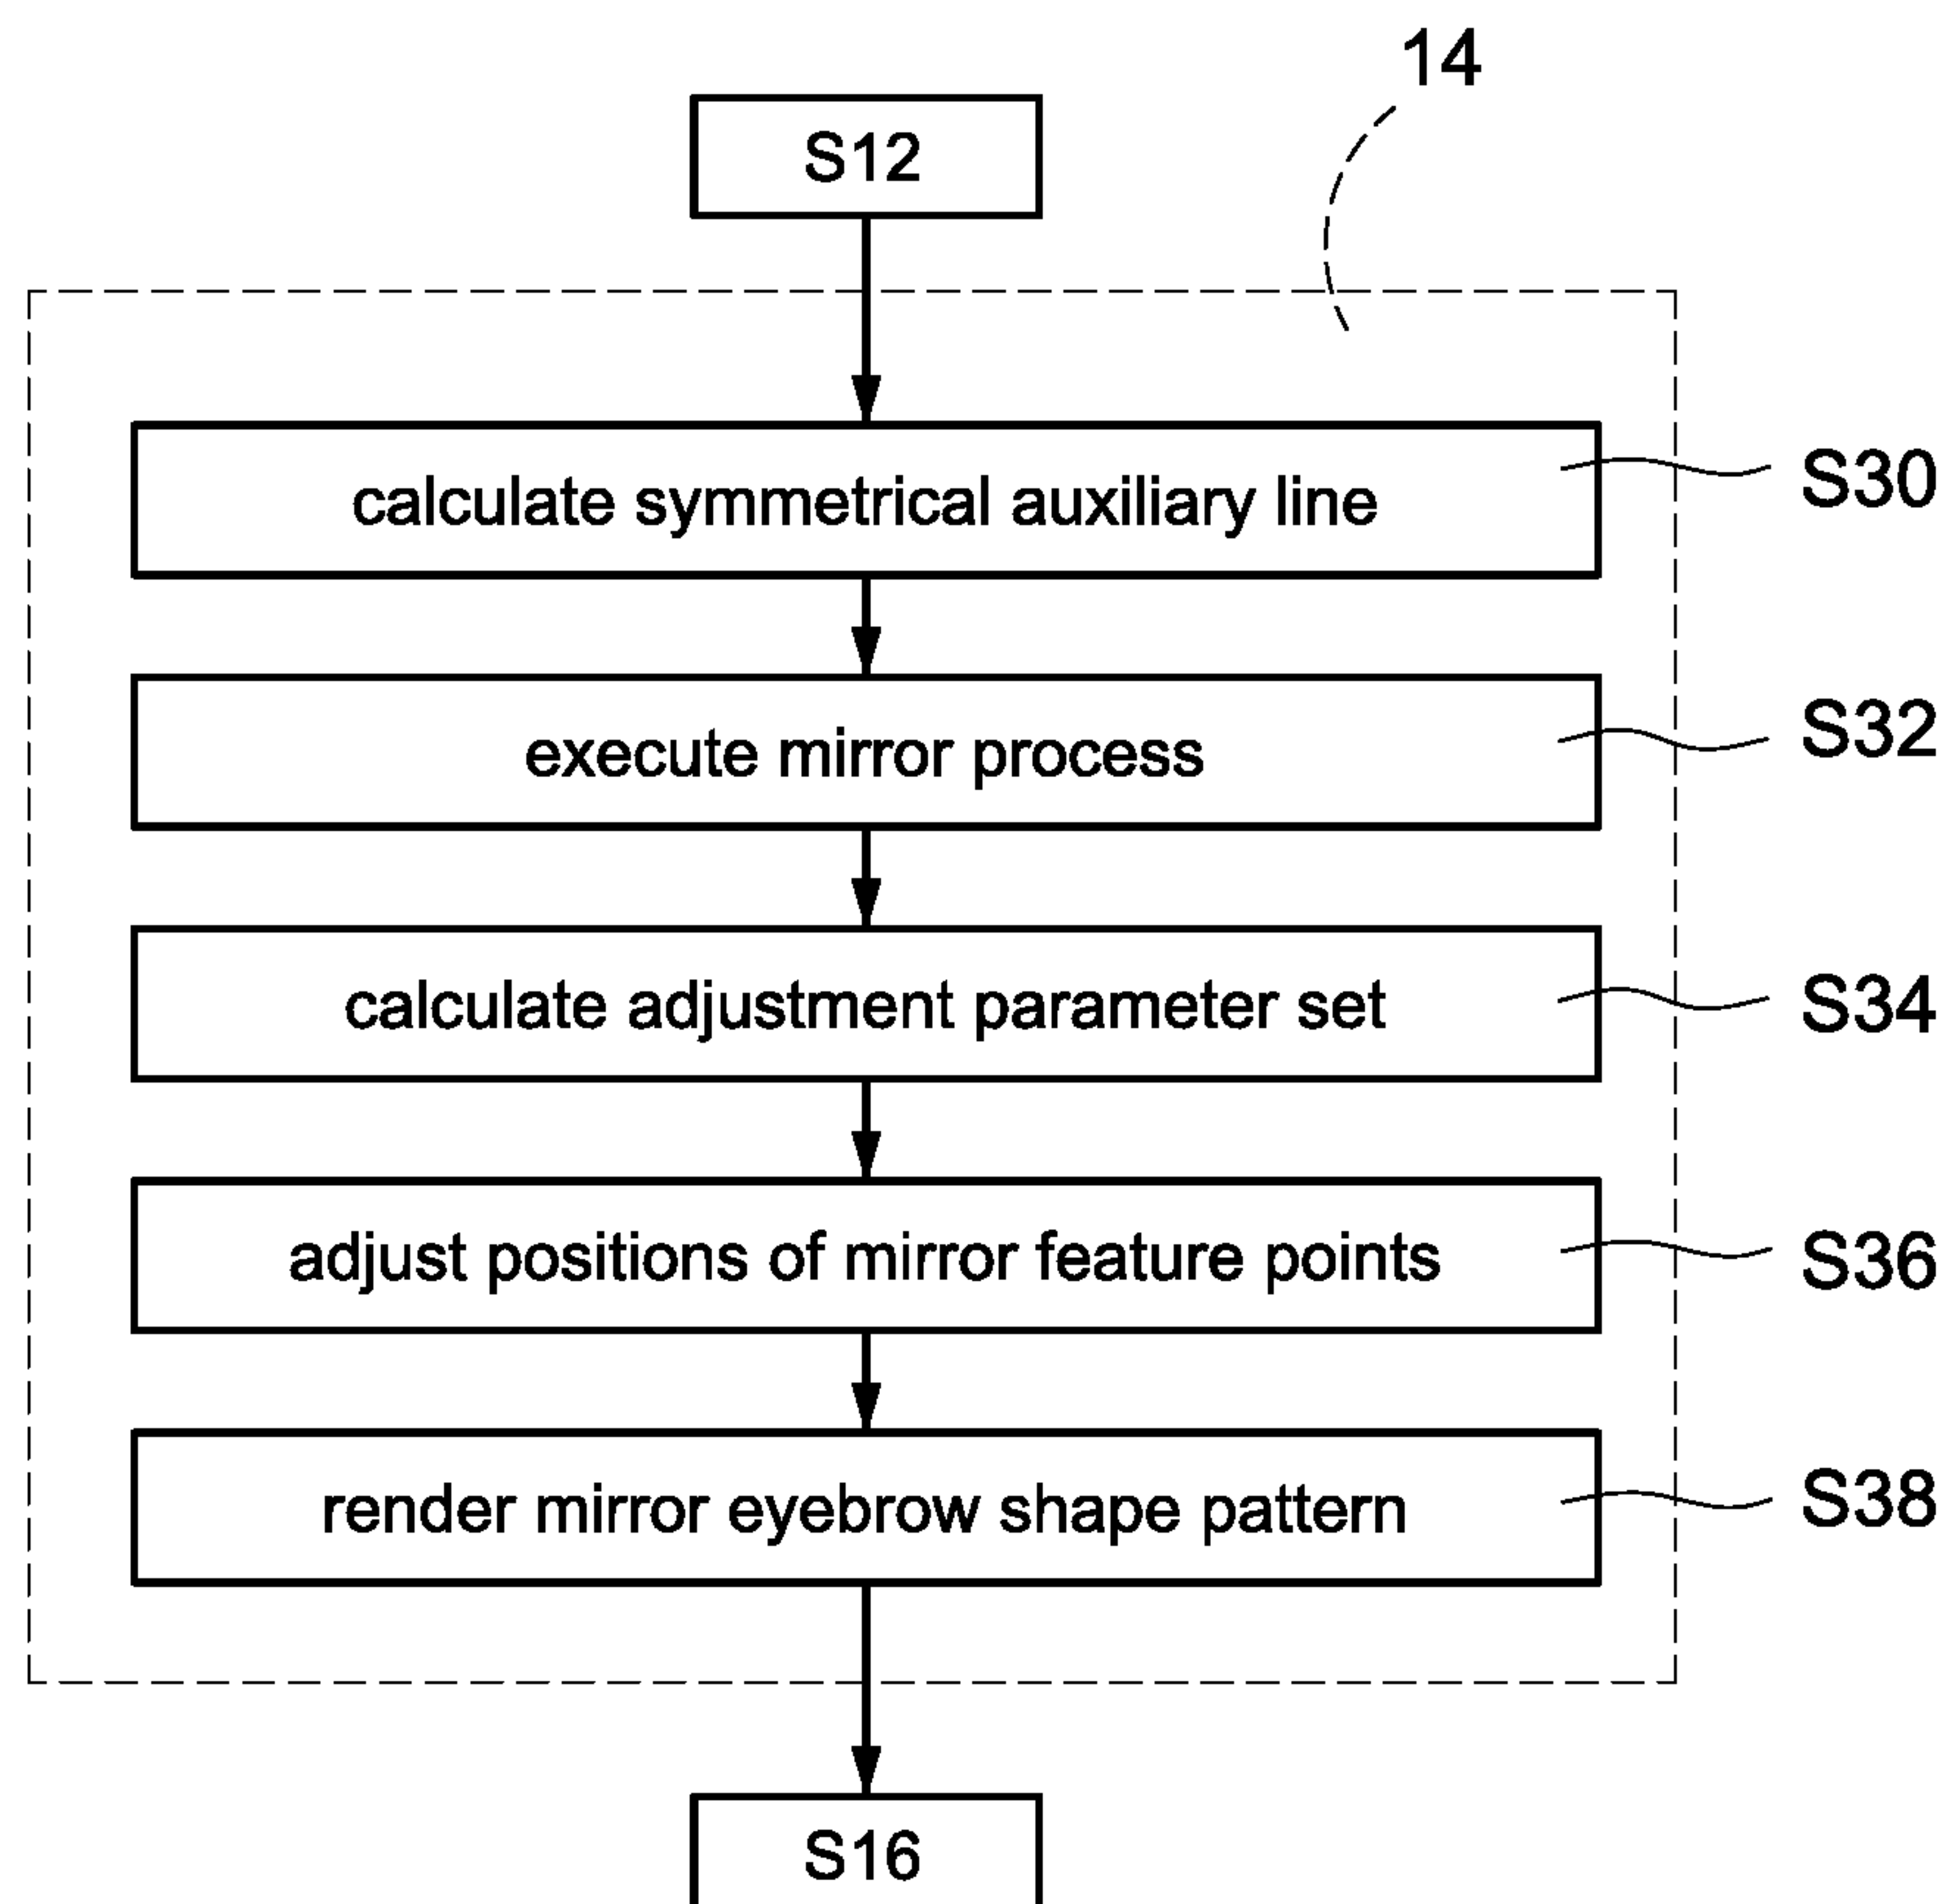 14
S12
calculate symmetrical auxiliary line
S30
execute mirror process
S32
calculate adjustment parameter set
S34
adjust positions of mirror feature points
S36
render mirror eyebrow shape pattern
S38
S16